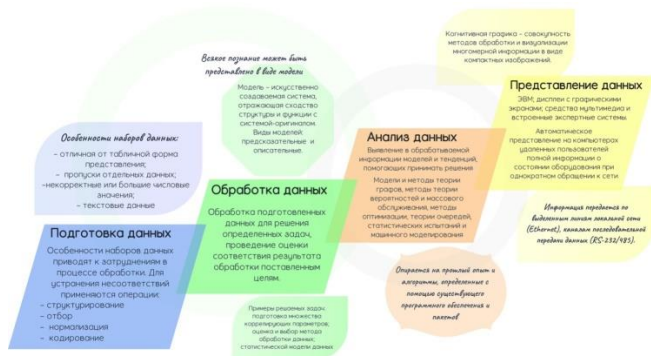 Всякое познание может быть
представлено в виде модели
Модель – искусственно
создаваемая система,
отражающая сходство
структуры и функции с
системой-оригиналом.
Виды моделей:
предсказательные и
описательные.
Когнитивная графика - совокупность
методов обработки и визуализации
многомерной информации в виде
компактных изображений.
Особенности наборов данных:
– отличная от табличной форма
представления;
– пропуски отдельных данных;
–некорректные или большие числовые
значения;
– текстовые данные
Подготовка данных
Особенности наборов данных
приводят к затруднениям в
процессе обработки. Для
устранения несоответствий
применяются операции:
– структурирование
– отбор
– нормализация
– кодирование
Обработка данных
Обработка подготовленных
данных для решения
определенных задач,
проведение оценки
соответствия результата
обработки поставленным
целям.
Примеры решаемых задач:
подготовка множества
коррелирующих параметров;
оценка и выбор метода
обработки данных;
статистической модели данных
Анализ данных
Выявление в обрабатываемой
информации моделей и тенденций,
помогающих принимать решения
Модели и методы теории
графов, методы теории
вероятностей и массового
обслуживания, методы
оптимизации, теории очередей,
статистических испытаний и
машинного моделирования
Опирается на прошлый опыт и
алгоритмы, определенные с
помощью существующего
программного обеспечения и
пакетов
Представление данных
ЭВМ; дисплеи с графическими
экранами; средства мультимедиа и
встроенные экспертные системы.
Автоматическое
представление на компьютерах
удаленных пользователей
полной информации о
состоянии оборудования при
однократном обращении к сети
Информация передается по
выделенным линиям локальной сети
(Ethernet), каналам последовательной
передачи данных (RS-232/485).